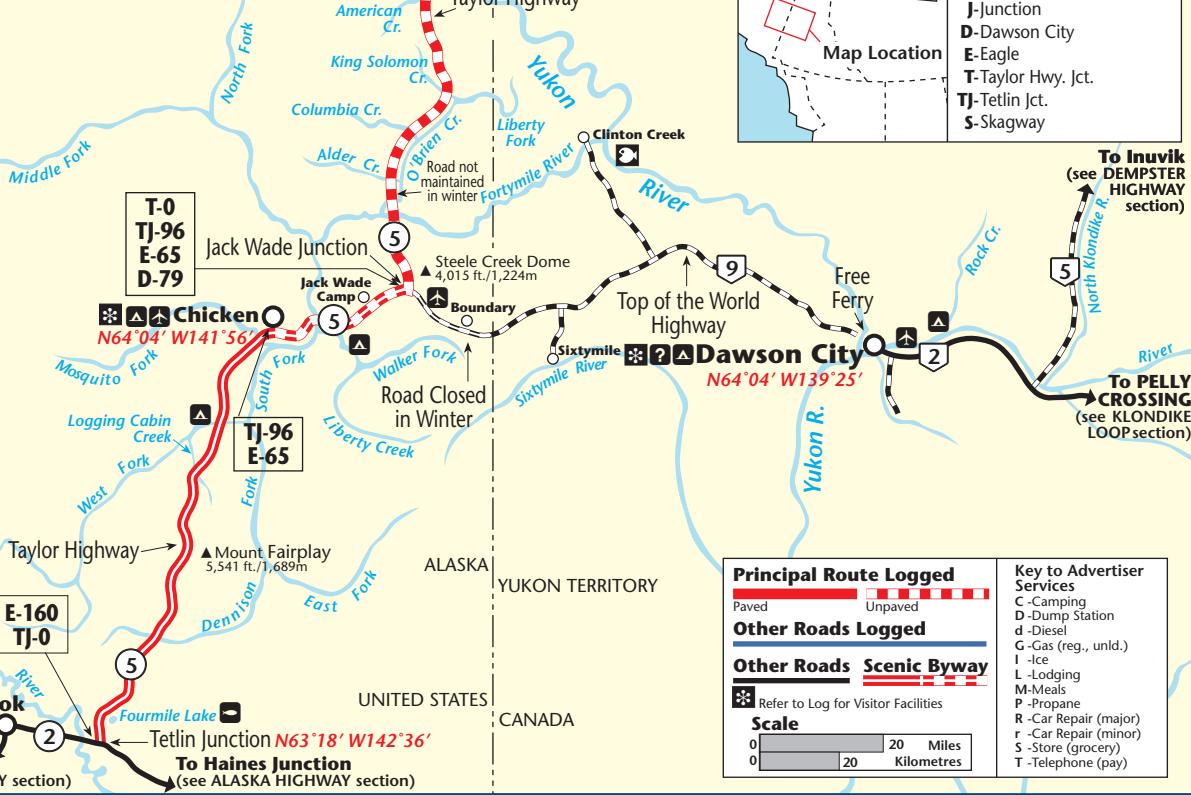 American
Cr.
Taylor Highway
North Fork
King Solomon
Cr.
Columbia Cr.
O'Brien Cr.
Alder Cr.
Middle Fork
Yukon
Liberty
Fork
Fortymile River
Road not
maintained
in winter
Clinton Creek
River
Map Location
J-Junction
D-Dawson City
E-Eagle
T-Taylor Hwy. Jct.
TJ-Tetlin Jct.
S-Skagway
To Inuvik
(see DEMPSTER
HIGHWAY
section)
North Klondike R.
5
Rock Cr.
T-0
TJ-96
E-65
D-79
5
Jack Wade Junction
Steele Creek Dome
4,015 ft./1,224m
Jack Wade
Camp
Boundary
Chicken
N64°04' W141°56'
5
9
Top of the World
Highway
Free
Ferry
Mosquito Fork
South Fork
Walker Fork
Road Closed
in Winter
Sixtymile
Sixtymile River
?
Dawson City
N64°04' W139°25'
2
River
To PELLY
CROSSING
(see KLONDIKE
LOOP section)
Logging Cabin
Creek
TJ-96
E-65
Liberty Creek
Yukon R.
West Fork
Fork
Taylor Highway
Mount Fairplay
5,541 ft./1,689m
Dennison
East Fork
ALASKA
YUKON TERRITORY
UNITED STATES
CANADA
E-160
TJ-0
5
River
ok
2
Fourmile Lake
Tetlin Junction N63°18' W142°36'
To Haines Junction
(see ALASKA HIGHWAY section)
Y section)
Principal Route Logged
Paved
Unpaved
Other Roads Logged
Other Roads
Scenic Byway
Refer to Log for Visitor Facilities
Scale
0 20 Miles
0 20 Kilometres
Key to Advertiser
Services
C -Camping
D -Dump Station
d -Diesel
G -Gas (reg., unld.)
I -Ice
L -Lodging
M-Meals
P -Propane
R -Car Repair (major)
r -Car Repair (minor)
S -Store (grocery)
T -Telephone (pay)